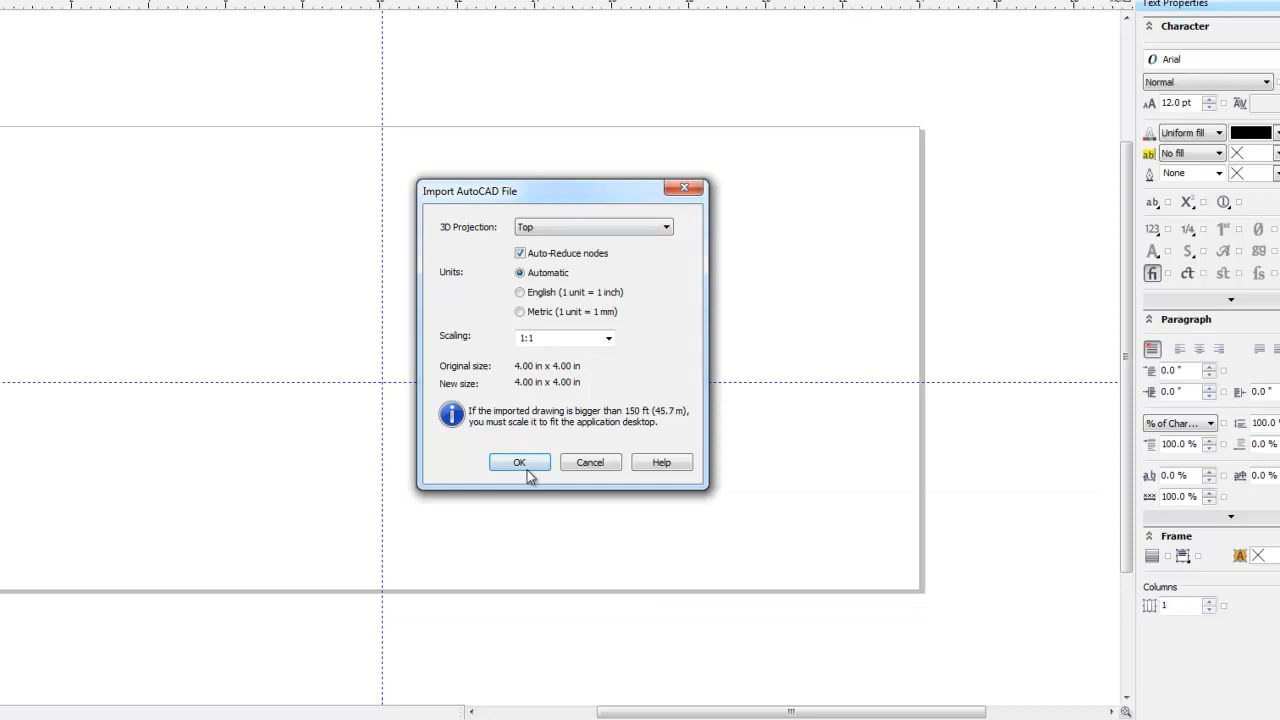 Text Properties
Character
O Arial
Normal
12.0 pt
AV
Uniform fill
ab No fill
None
Import AutoCAD File
3D Projection: Top
Auto-Reduce nodes
Units: Automatic
English (1 unit = 1 inch)
Metric (1 unit = 1 mm)
Scaling: 1:1
Original size: 4.00 in x 4.00 in
New size: 4.00 in x 4.00 in
If the imported drawing is bigger than 150 ft (45.7 m),
you must scale it to fit the application desktop.
OK Cancel Help
Paragraph
0.0 "
0.0 " 0.0 "
% of Char... 100.0
100.0 % 0.0 %
0.0 % 0.0 %
100.0 %
Frame
Columns
1